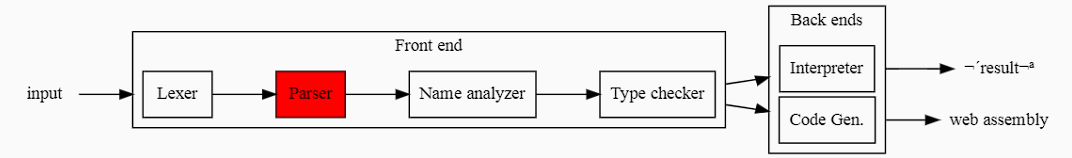 Front end
Back ends
input
Lexer
Parser
Name analyzer
Type checker
Interpreter
Code Gen.
¬´result¬ª
web assembly